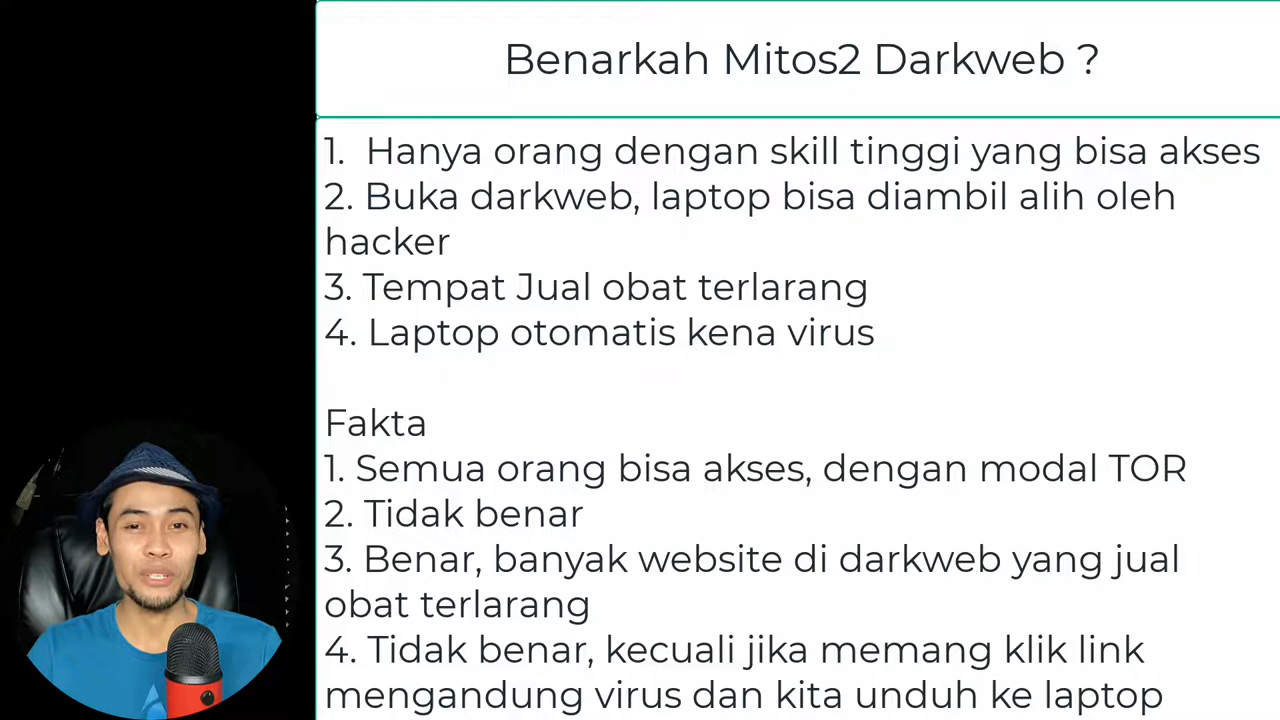 Benarkah Mitos2 Darkweb ?
1. Hanya orang dengan skill tinggi yang bisa akses
2. Buka darkweb, laptop bisa diambil alih oleh
hacker
3. Tempat Jual obat terlarang
4. Laptop otomatis kena virus
Fakta
1. Semua orang bisa akses, dengan modal TOR
2. Tidak benar
3. Benar, banyak website di darkweb yang jual
obat terlarang
4. Tidak benar, kecuali jika memang klik link
mengandung virus dan kita unduh ke laptop